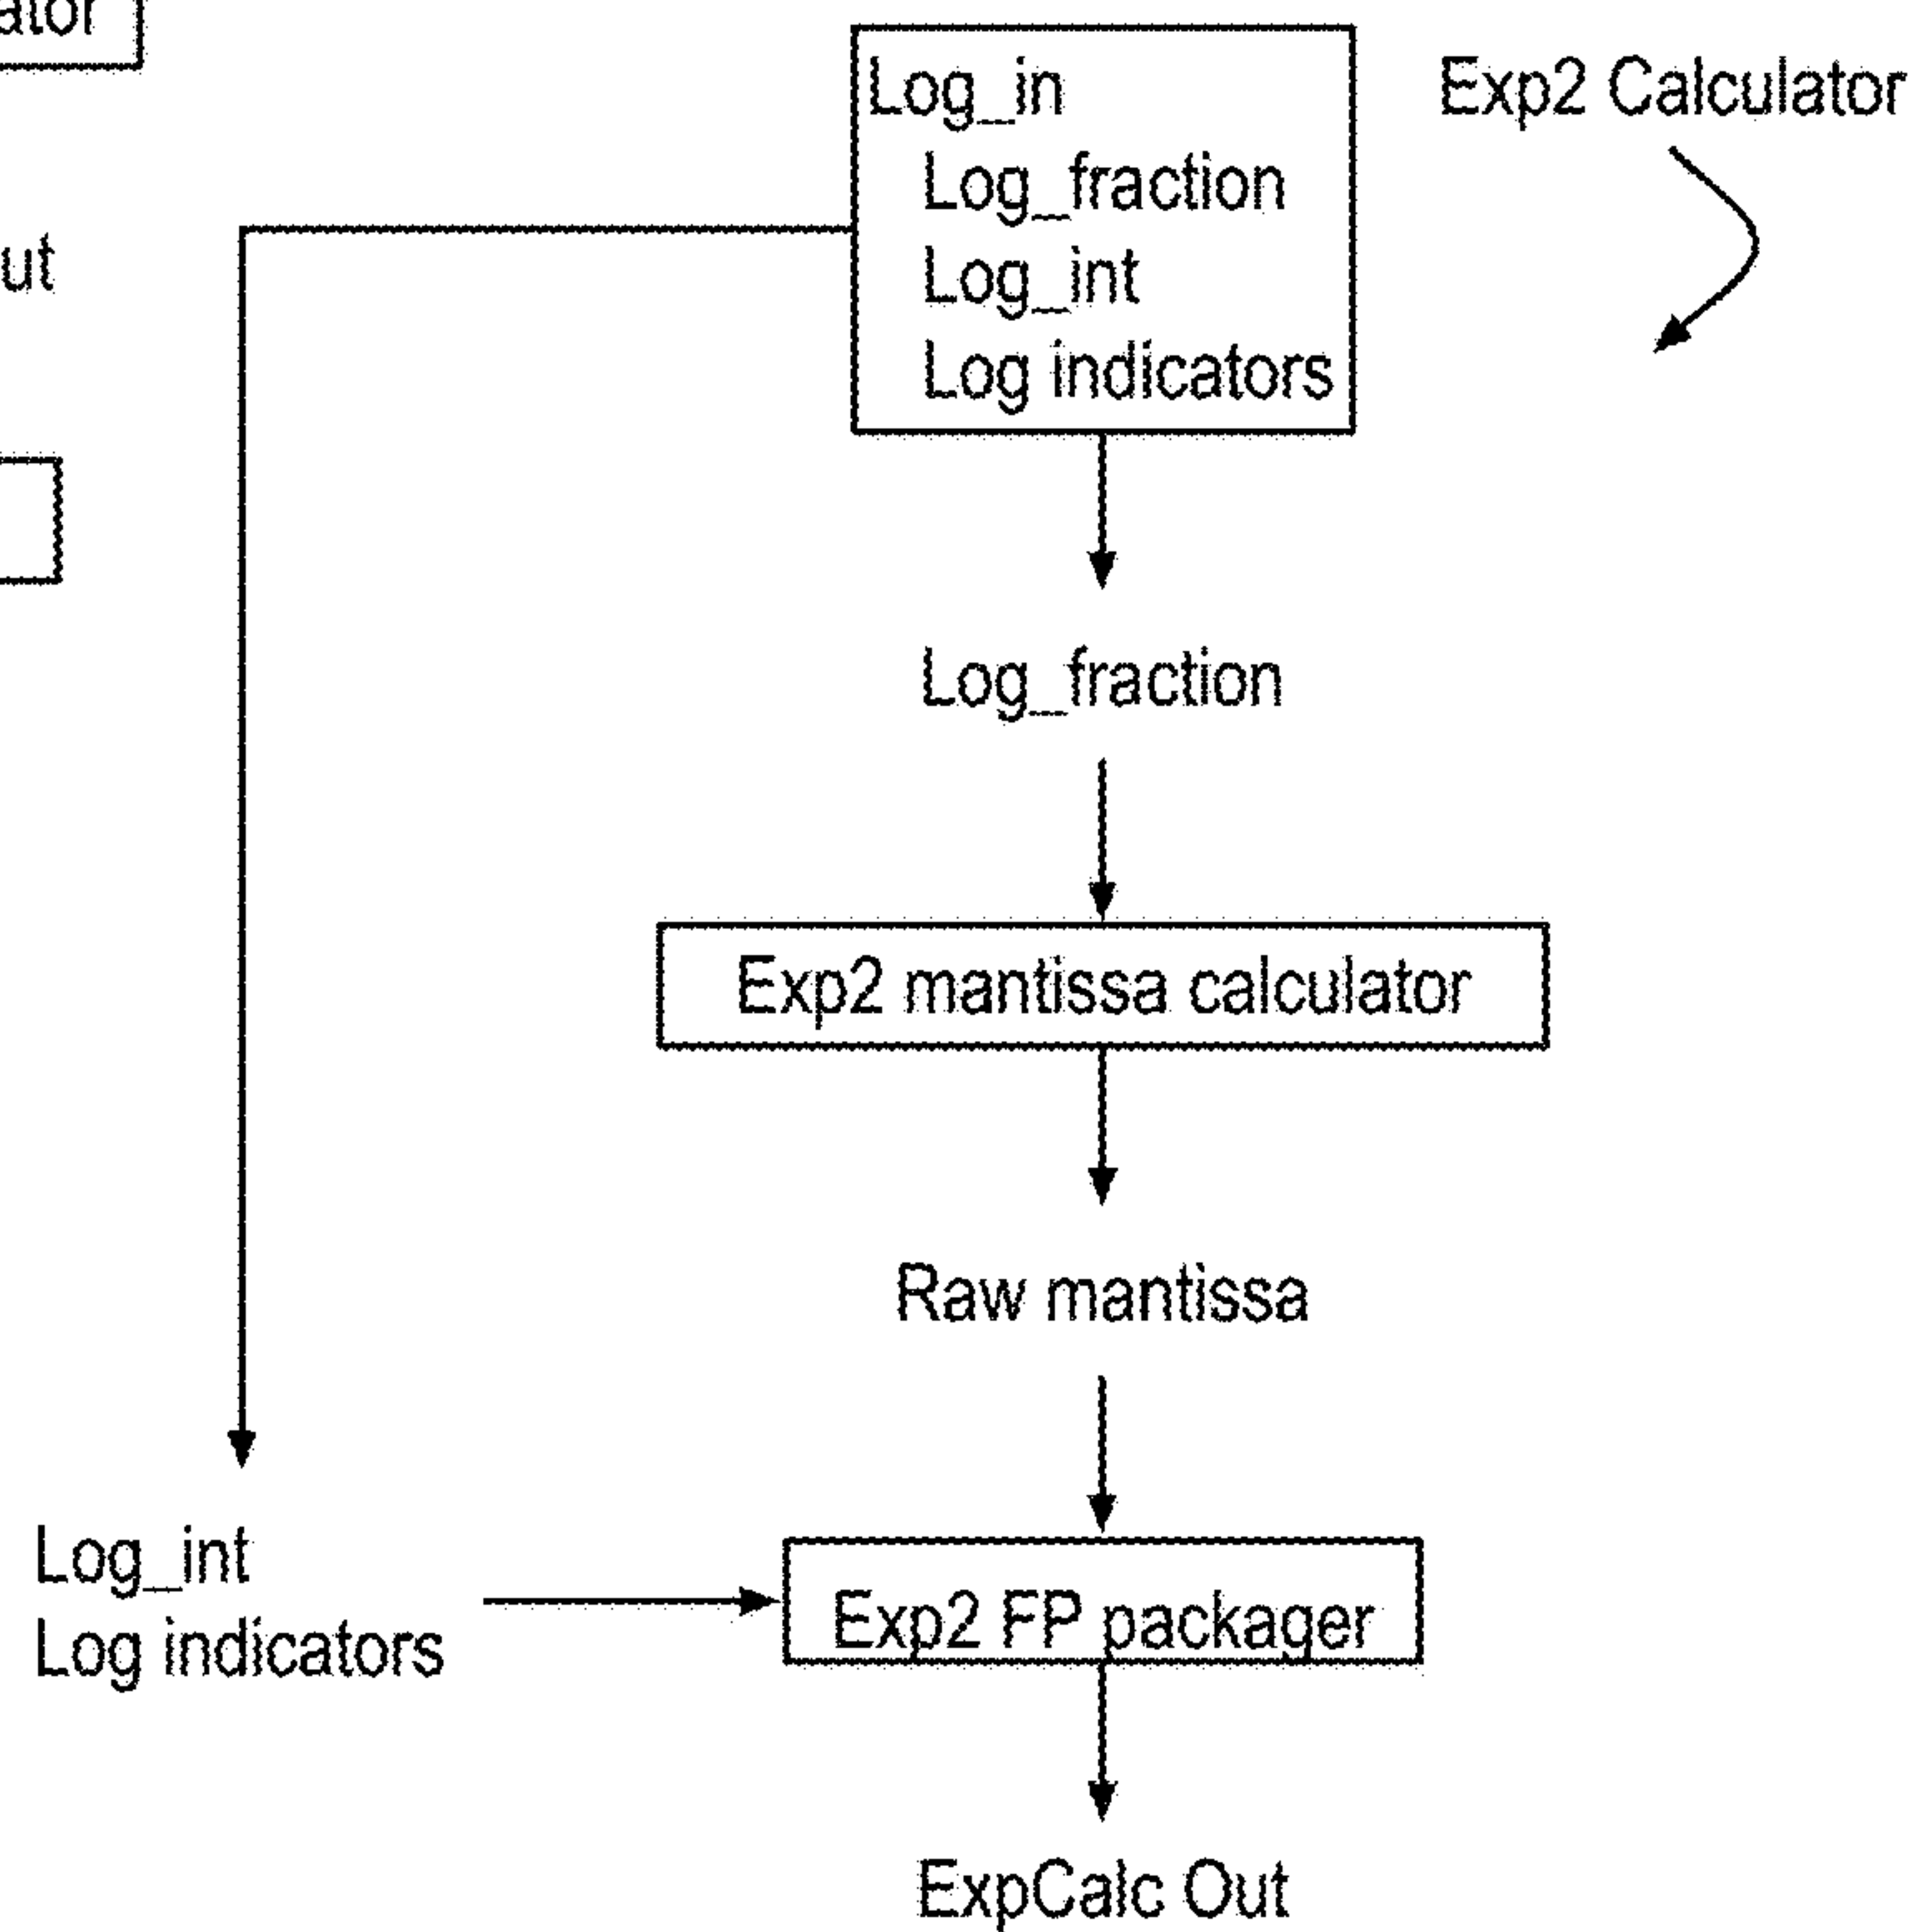 Log_in
Log_fraction
Log_int
Log indicators
Exp2 Calculator
Log_fraction
Exp2 mantissa calculator
Raw mantissa
Log_int
Log indicators
Exp2 FP packager
ExpCalc Out